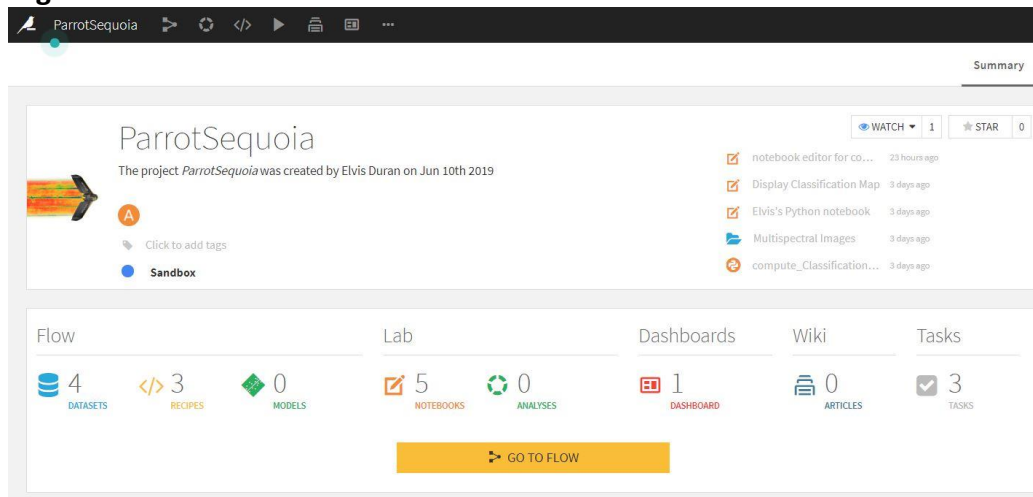 ParrotSequoia
Summary
ParrotSequoia
The project ParrotSequoia was created by Elvis Duran on Jun 10th 2019
A
Click to add tags
Sandbox
WATCH 1 STAR 0
notebook editor for co... 23 hours ago
Display Classification Map 3 days ago
Elvis's Python notebook 3 days ago
Multispectral Images 3 days ago
compute_Classification... 3 days ago
Flow Lab Dashboards Wiki Tasks
4 3 0 5 0 1 0 3
DATASETS RECIPES MODELS NOTEBOOKS ANALYSES DASHBOARD ARTICLES TASKS
GO TO FLOW